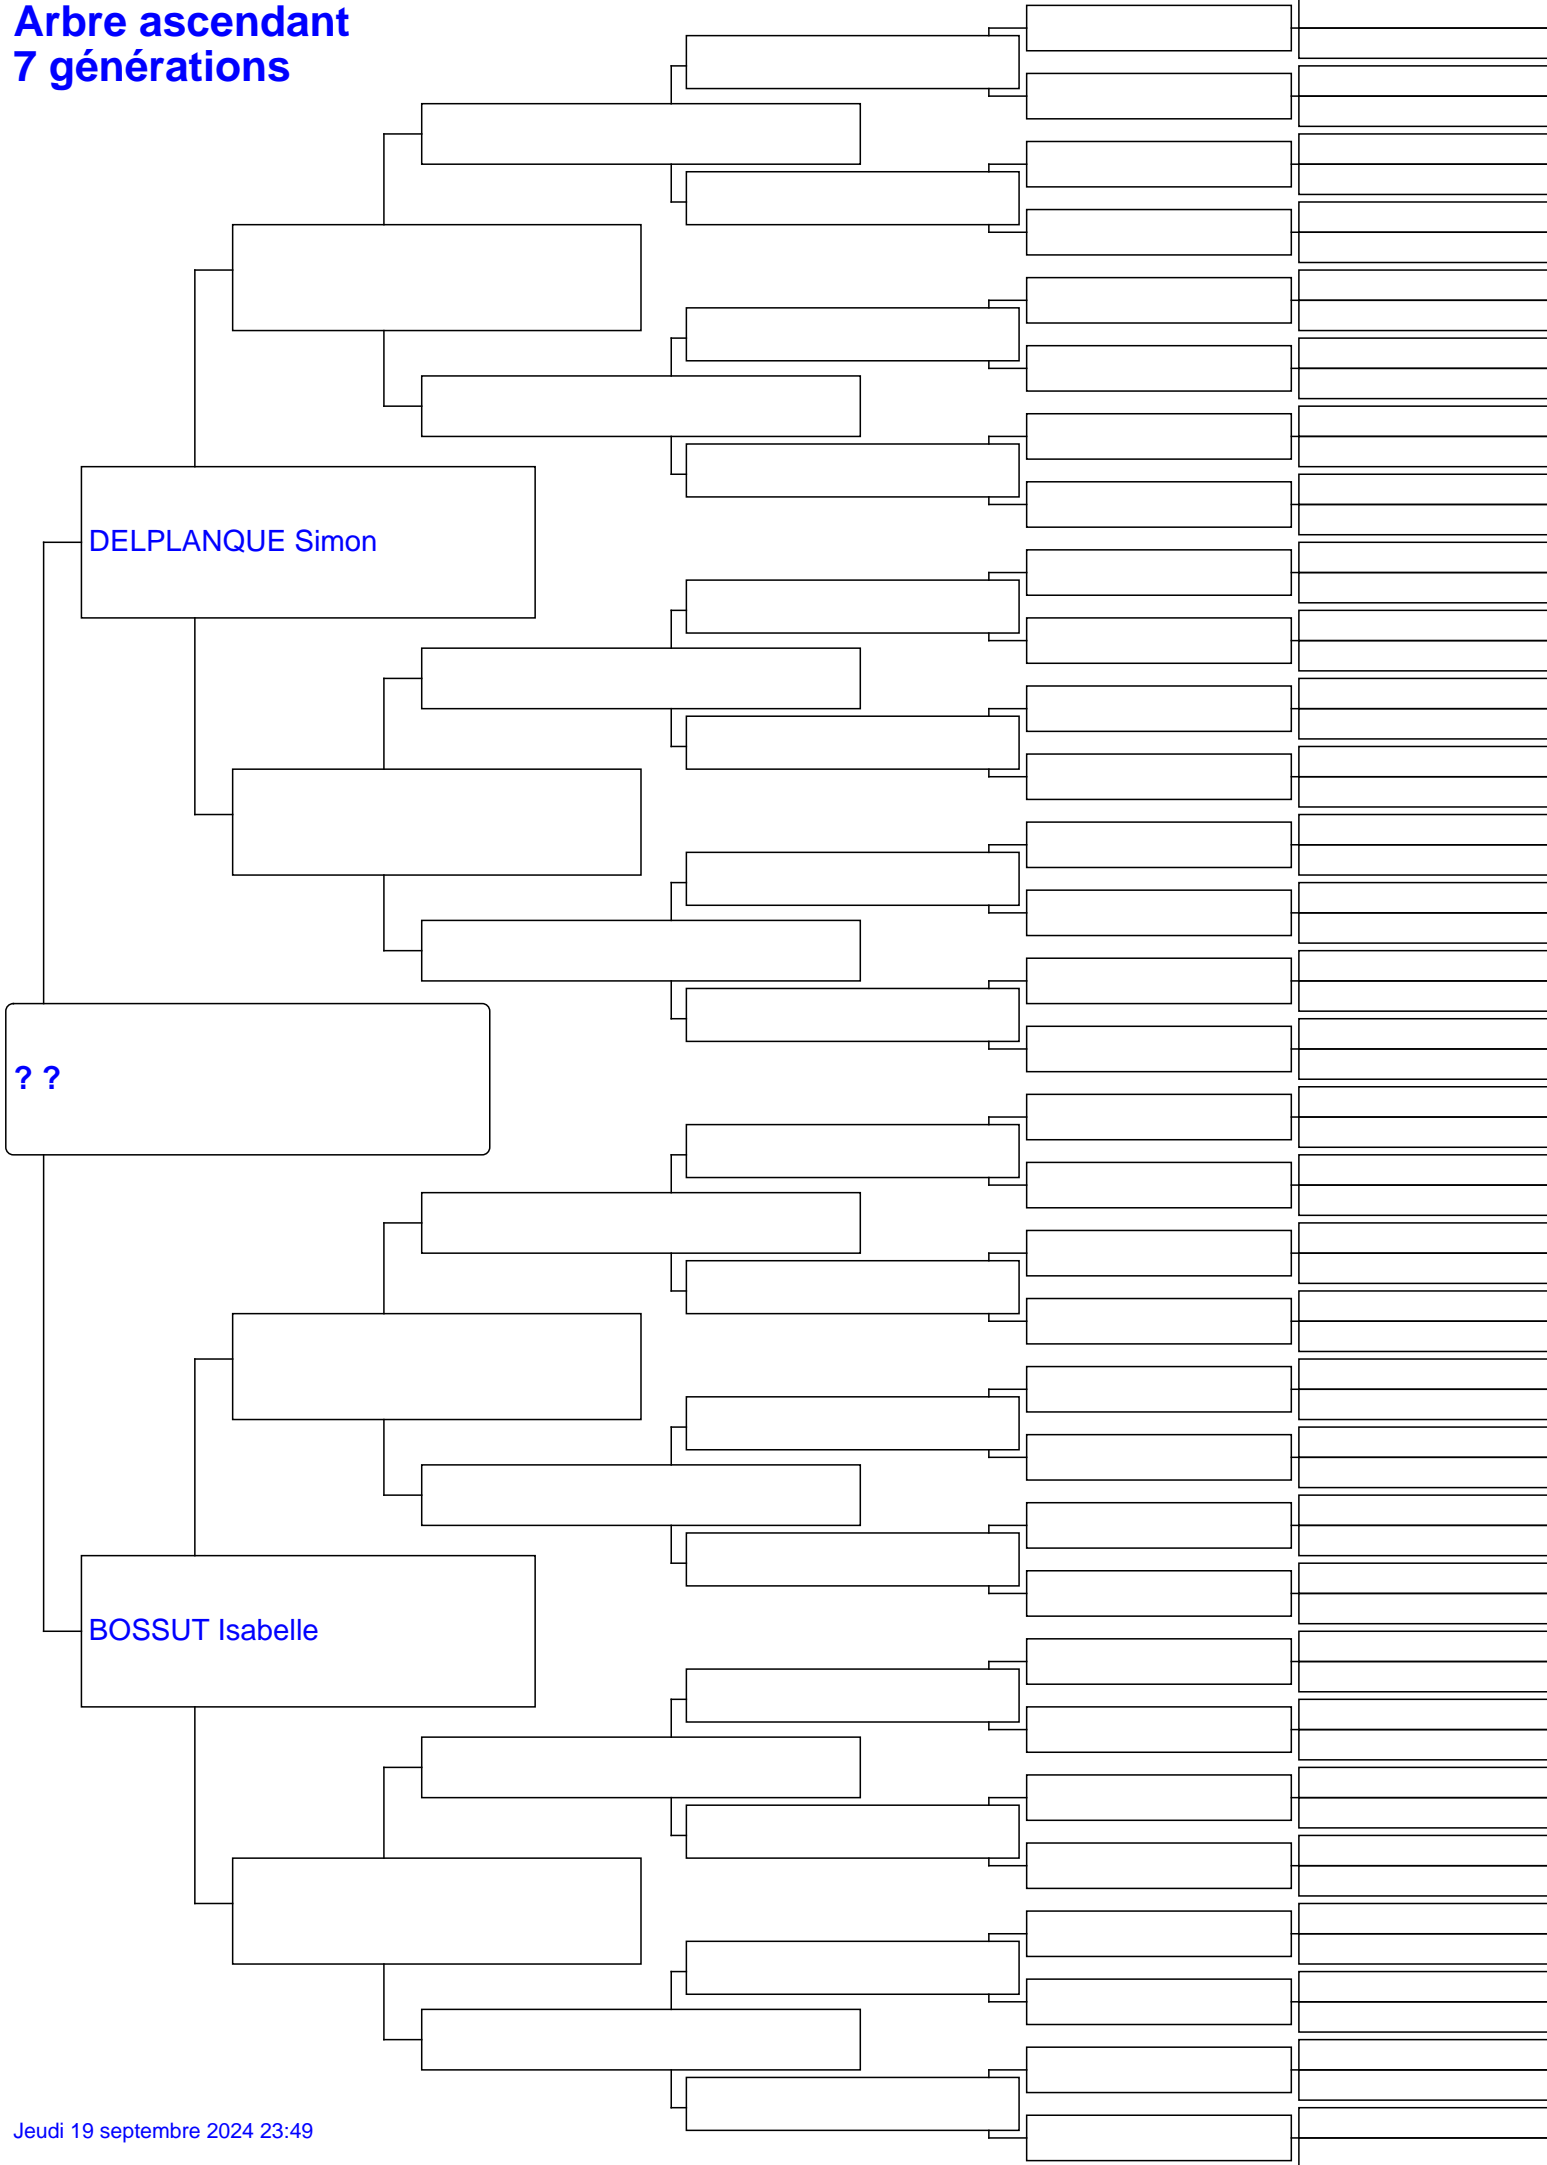 Arbre ascendant
7 générations
DELPLANQUE Simon
? ?
BOSSUT Isabelle
Jeudi 19 septembre 2024 23:49